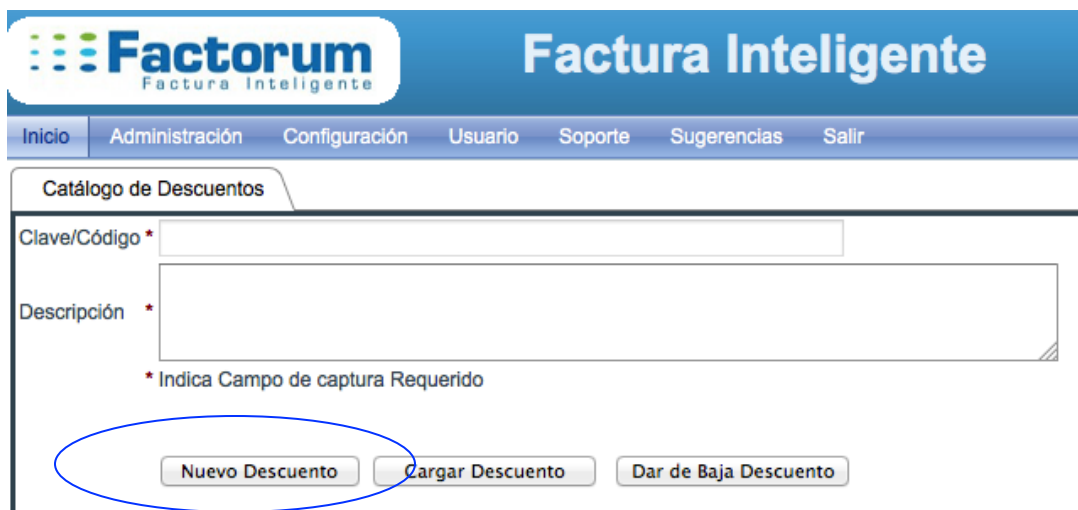 Factorum
Factura Inteligente
Factura Inteligente
Inicio Administración Configuración Usuario Soporte Sugerencias Salir
Catálogo de Descuentos
Clave/Código *
Descripción *
* Indica Campo de captura Requerido
Nuevo Descuento Cargar Descuento Dar de Baja Descuento